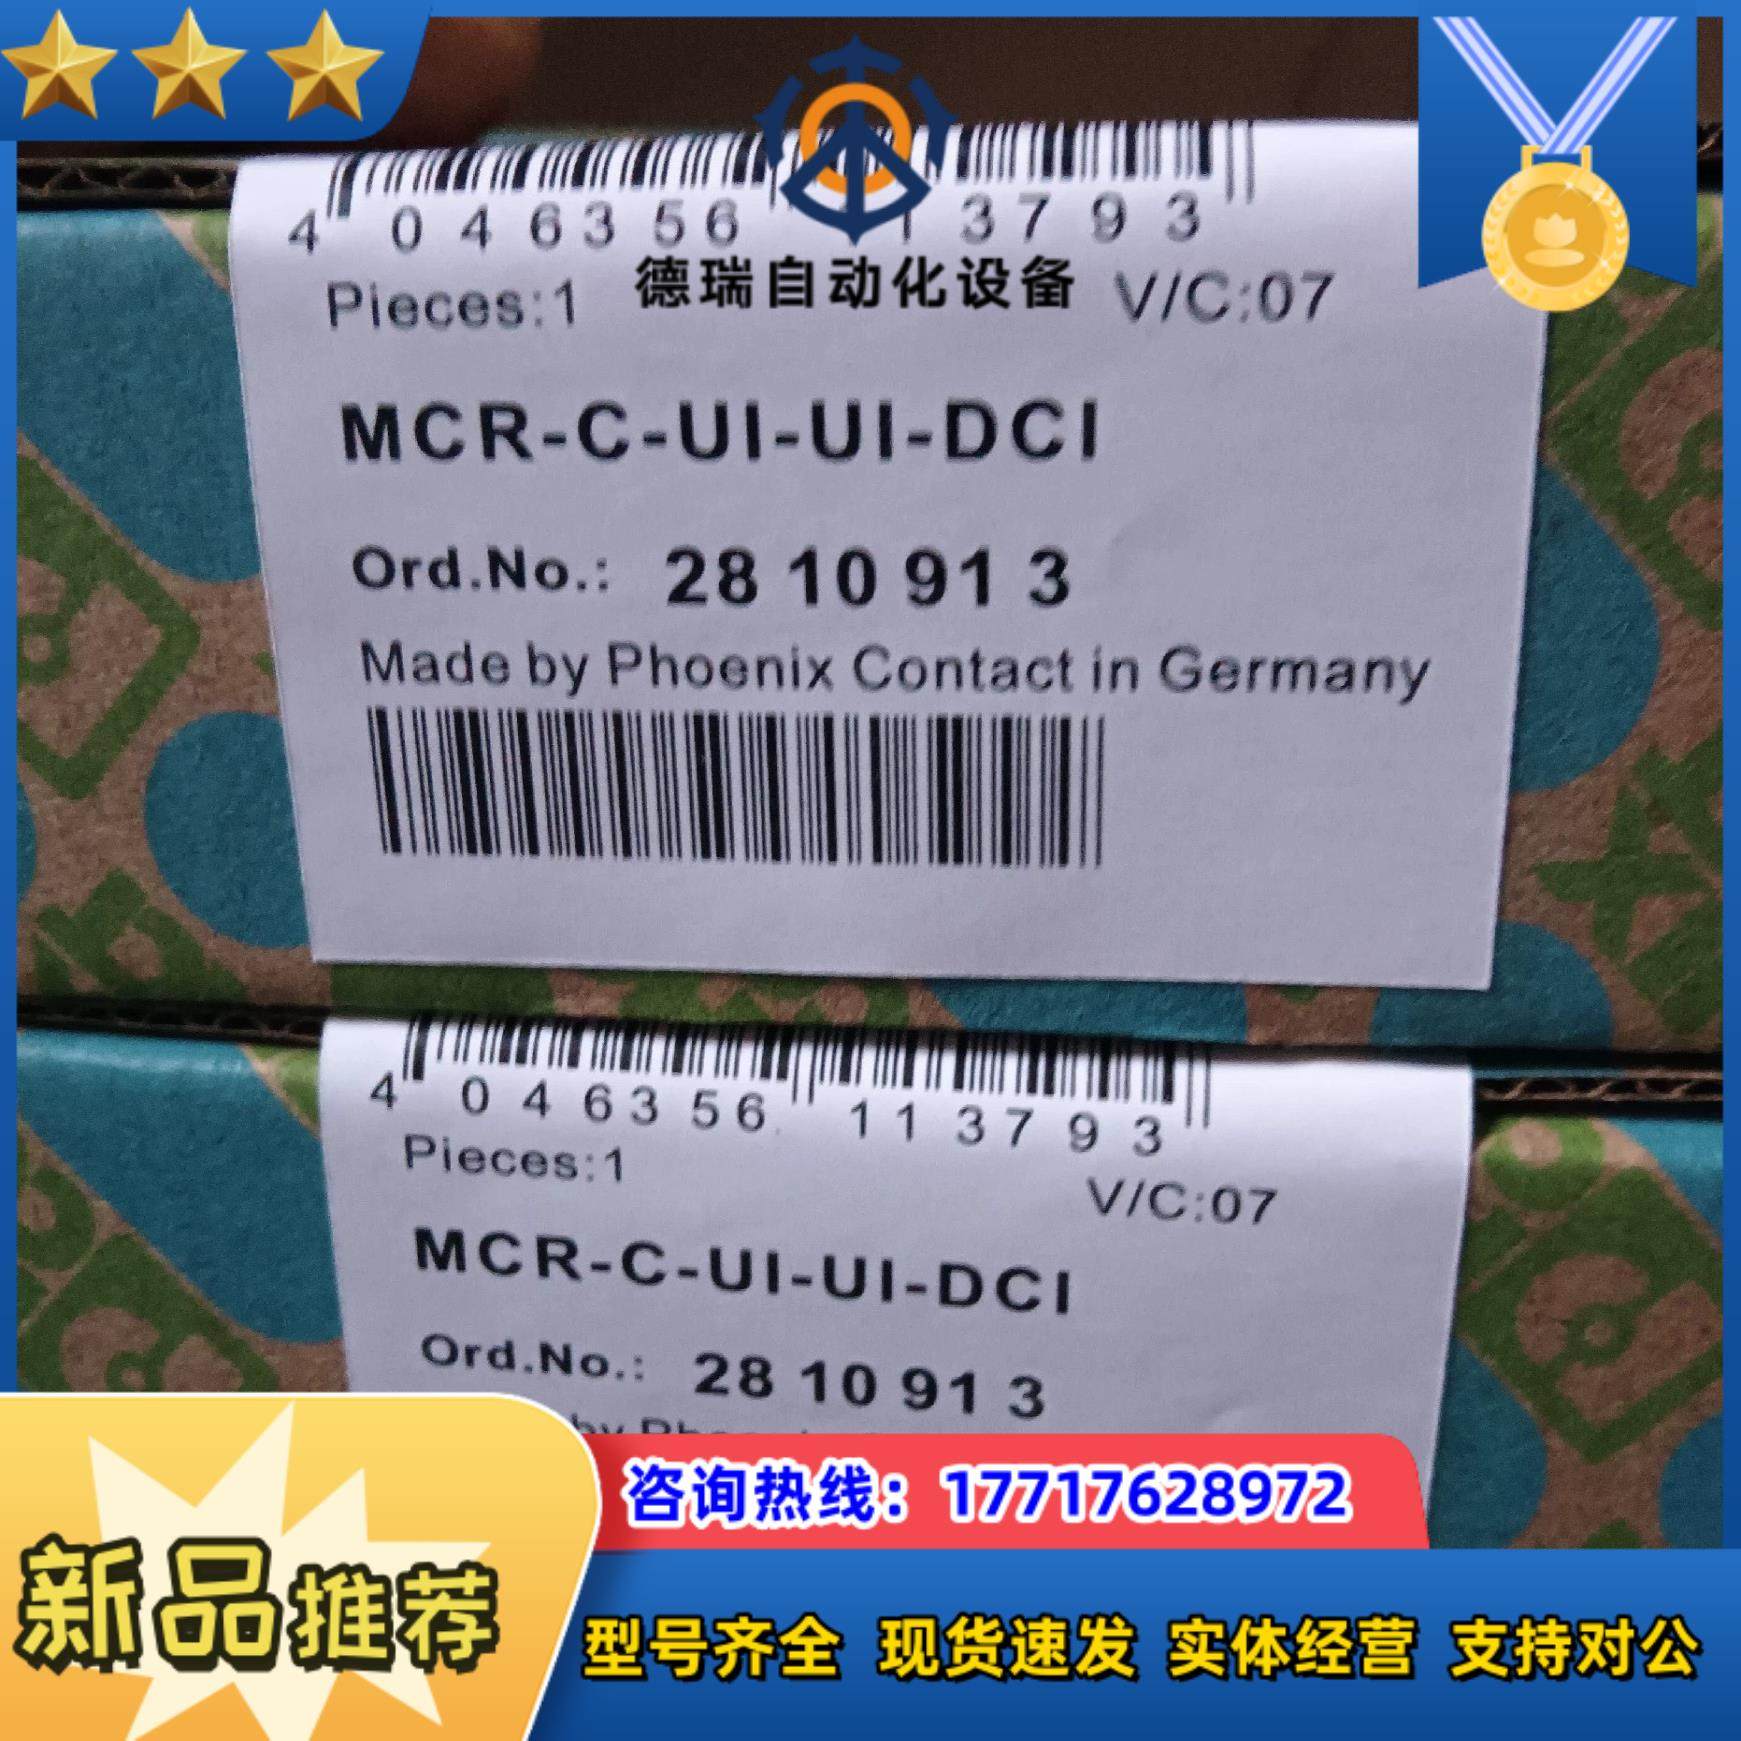 4 046356 1 3793
德瑞自动化设备
Pieces:1 V/C:07
MCR-C-UI-UI-DCI
Ord.No.: 28 10 91 3
Made by Phoenix Contact in Germany
4 046356 113793
Pieces:1
V/C:07
MCR-C-UI-UI-DCI
Ord.No.: 28 10 91 3
by
咨询热线：17717628972
新品推荐
型号齐全 现货速发 实体经营 支持对公